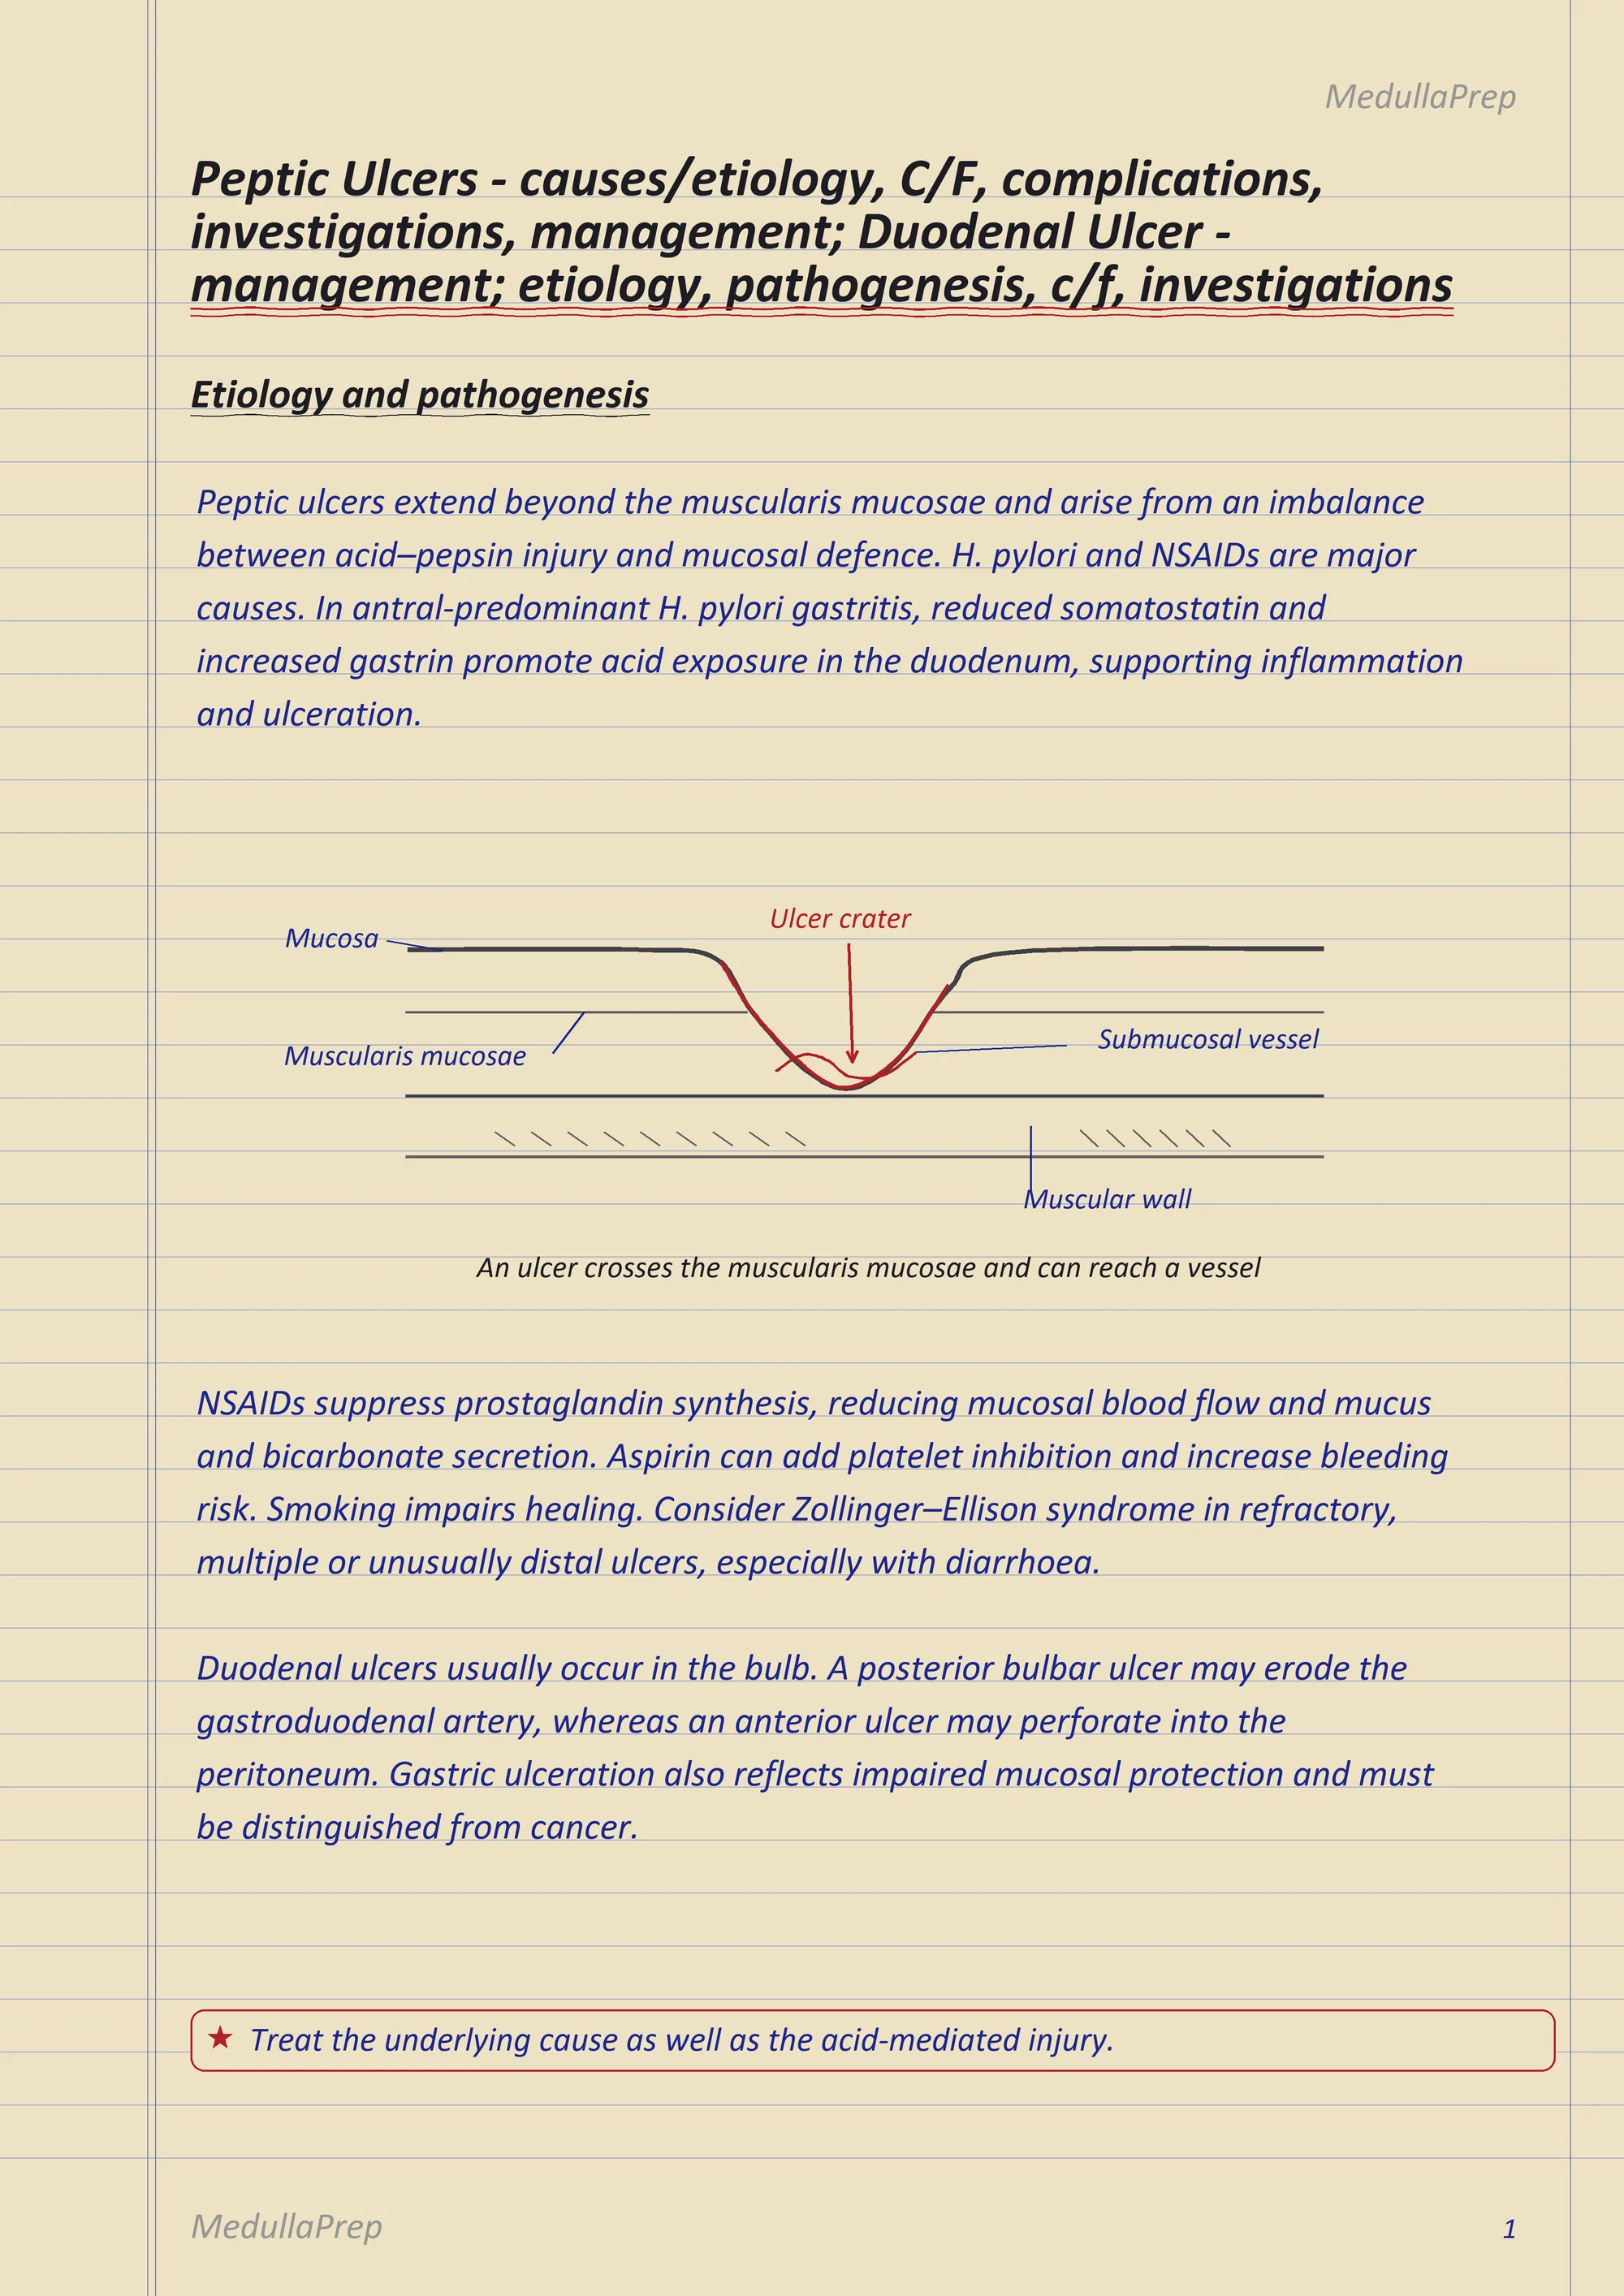 MedullaPrep
Peptic Ulcers - causes/etiology, C/F, complications,
investigations, management; Duodenal Ulcer -
management; etiology, pathogenesis, c/f, investigations
Etiology and pathogenesis
Peptic ulcers extend beyond the muscularis mucosae and arise from an imbalance
between acid–pepsin injury and mucosal defence. H. pylori and NSAIDs are major
causes. In antral-predominant H. pylori gastritis, reduced somatostatin and
increased gastrin promote acid exposure in the duodenum, supporting inflammation
and ulceration.
Ulcer crater
Mucosa
Submucosal vessel
Muscularis mucosae
Muscular wall
An ulcer crosses the muscularis mucosae and can reach a vessel
NSAIDs suppress prostaglandin synthesis, reducing mucosal blood flow and mucus
and bicarbonate secretion. Aspirin can add platelet inhibition and increase bleeding
risk. Smoking impairs healing. Consider Zollinger–Ellison syndrome in refractory,
multiple or unusually distal ulcers, especially with diarrhoea.
Duodenal ulcers usually occur in the bulb. A posterior bulbar ulcer may erode the
gastroduodenal artery, whereas an anterior ulcer may perforate into the
peritoneum. Gastric ulceration also reflects impaired mucosal protection and must
be distinguished from cancer.
★ Treat the underlying cause as well as the acid-mediated injury.
MedullaPrep
1